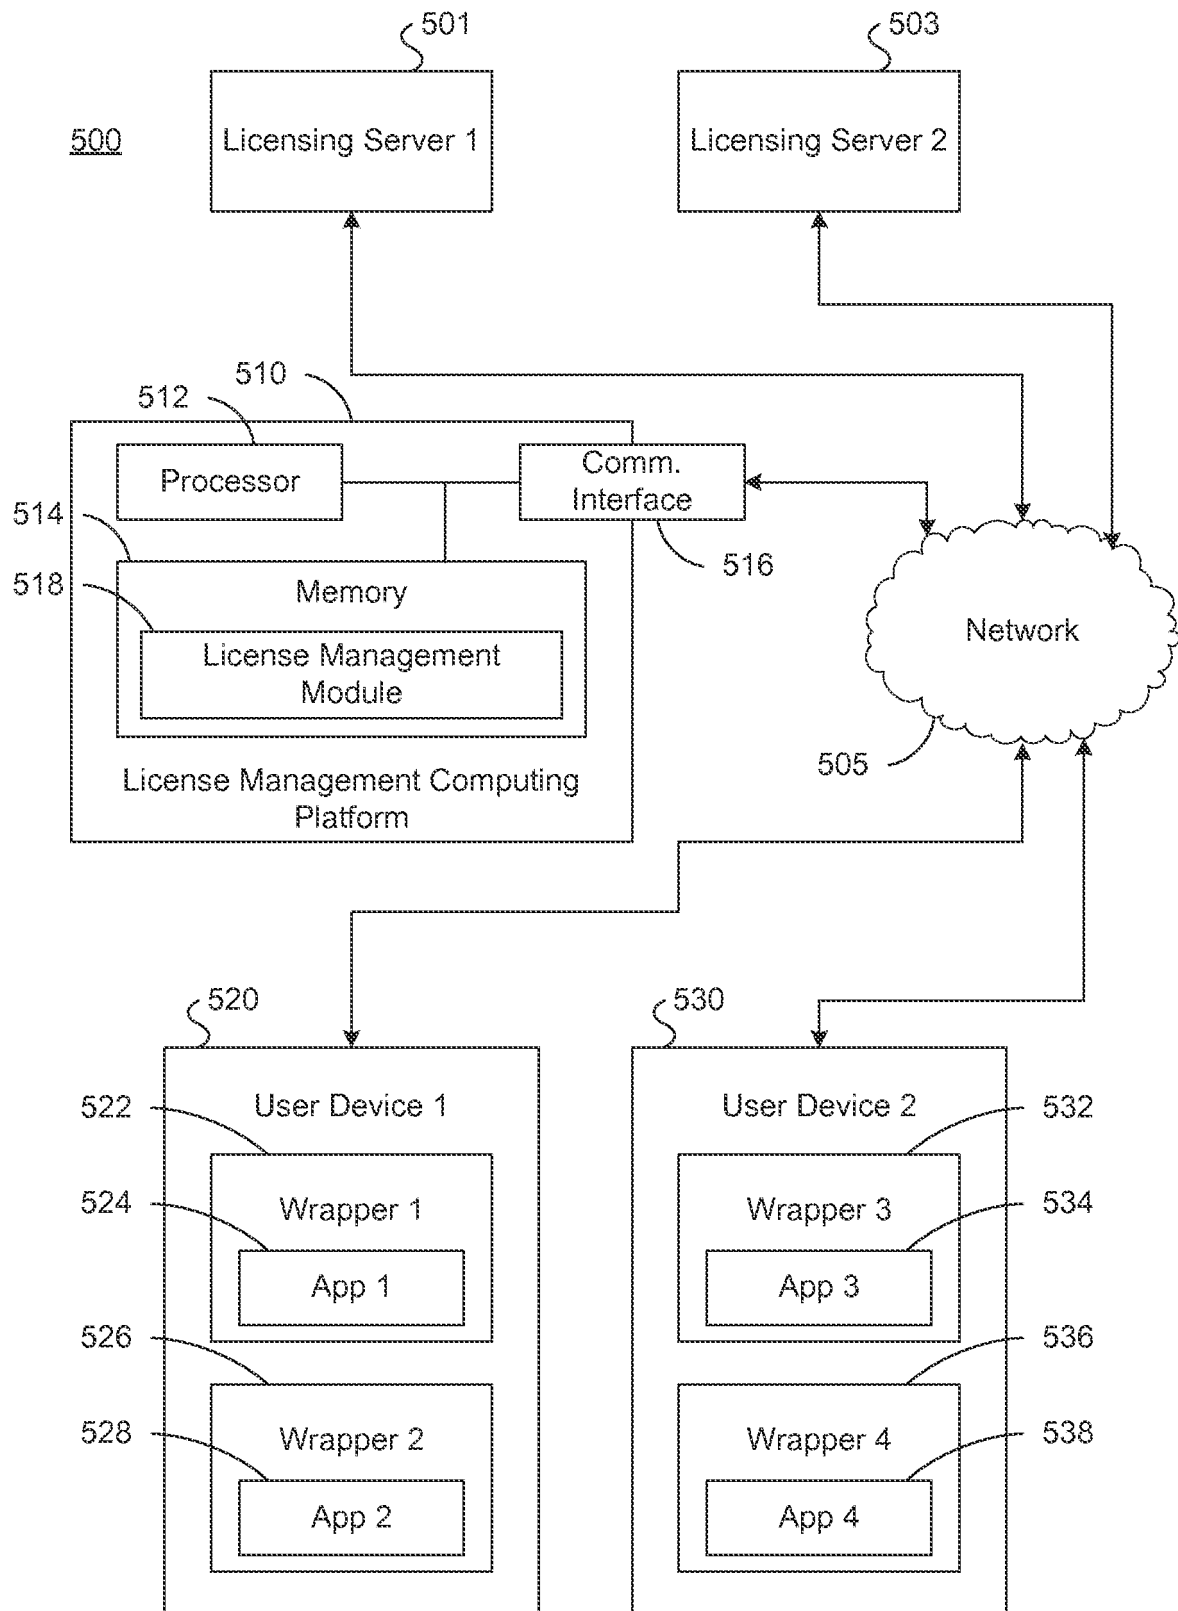 501
503
500
Licensing Server 1
Licensing Server 2
510
512
Processor
Comm.
Interface
514
516
518
Memory
License Management
Module
Network
505
License Management Computing
Platform
520
530
522
User Device 1
User Device 2
532
524
Wrapper 1
Wrapper 3
534
App 1
App 3
526
536
528
Wrapper 2
Wrapper 4
538
App 2
App 4